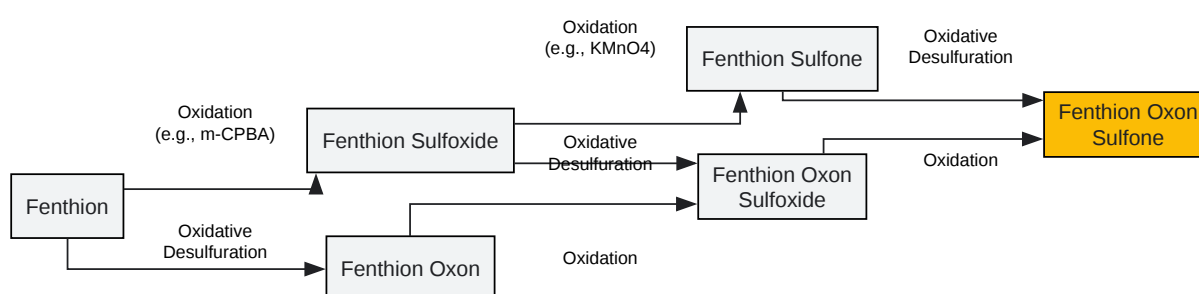 Oxidation
(e.g., KMnO4)
Fenthion Sulfone
Oxidative
Desulfuration
Oxidation
(e.g., m-CPBA)
Fenthion Sulfoxide
Oxidative
Desulfuration
Fenthion Oxon
Sulfone
Oxidation
Fenthion
Fenthion Oxon
Sulfoxide
Oxidative
Desulfuration
Fenthion Oxon
Oxidation